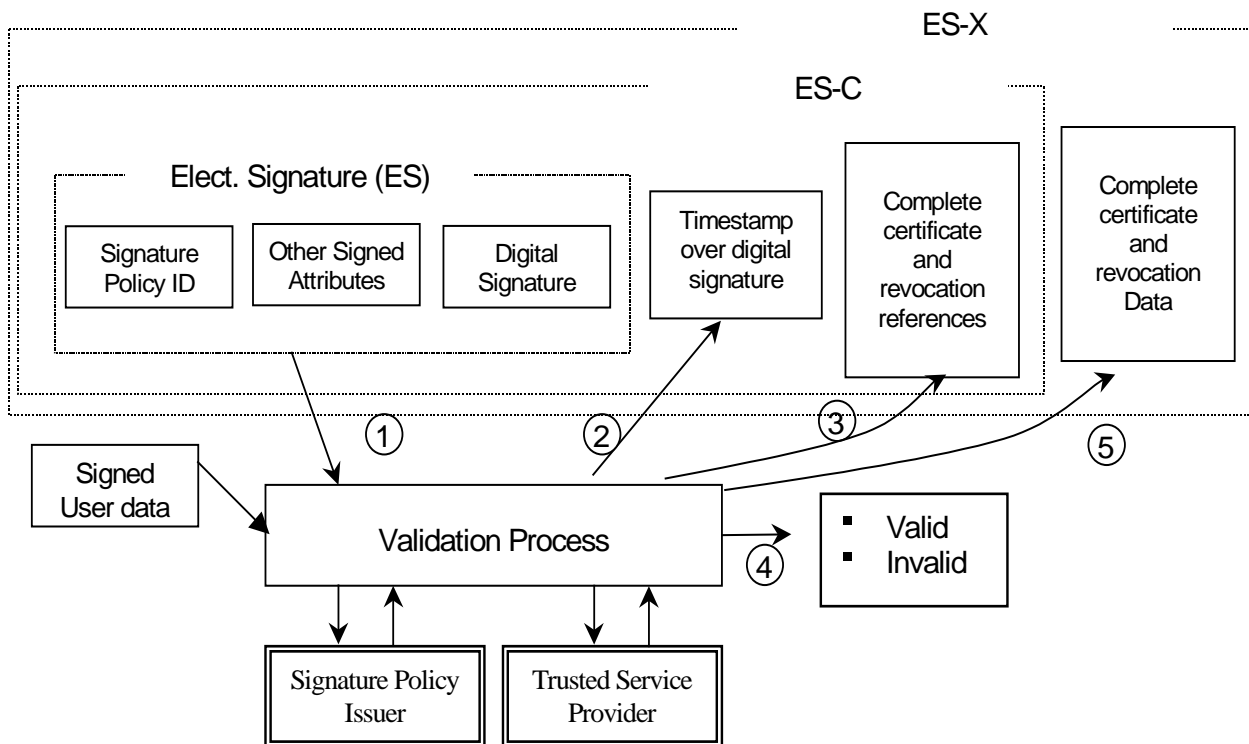 ES-X
ES-C
Elect. Signature (ES)
Signature
Policy ID
Other Signed
Attributes
Digital
Signature
Timestamp
over digital
signature
Complete
certificate
and
revocation
references
Complete
certificate
and
revocation
Data
1
2
3
5
Signed
User data
Validation Process
4
▪ Valid
▪ Invalid
Signature Policy
Issuer
Trusted Service
Provider